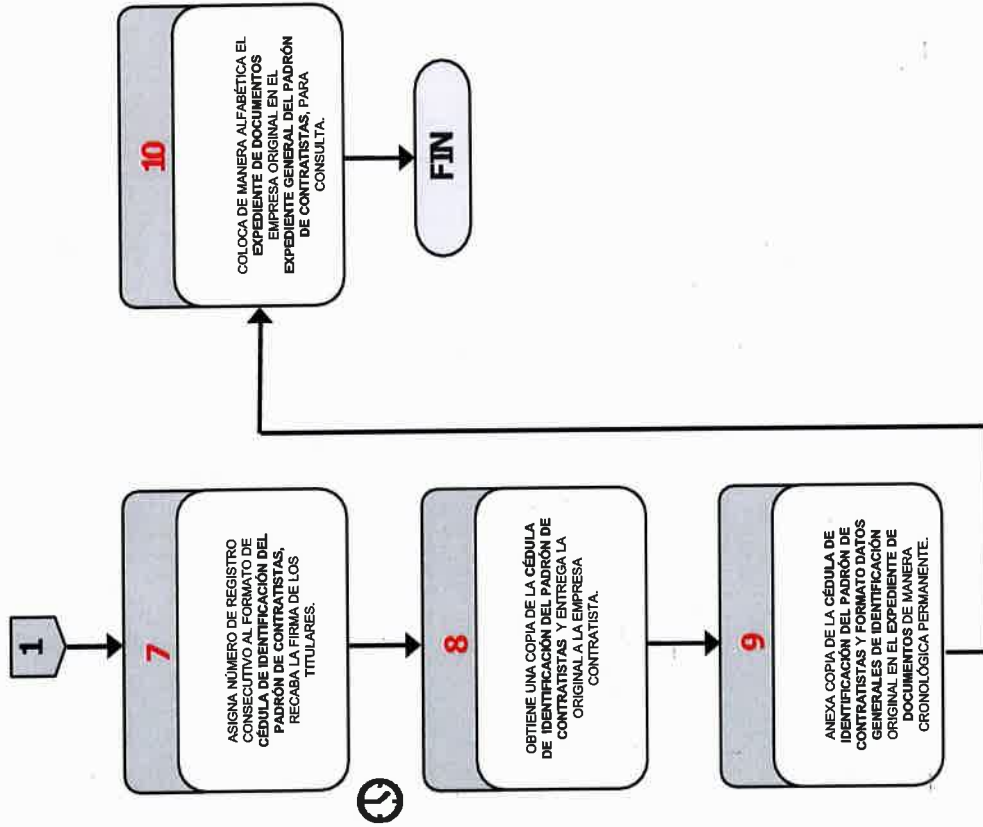 1
7
ASIGNA NÚMERO DE REGISTRO
CONSECUTIVO AL FORMATO DE
CÉDULA DE IDENTIFICACIÓN DEL
PADRÓN DE CONTRATISTAS,
RECABA LA FIRMA DE LOS
TITULARES.
8
OBTIENE UNA COPIA DE LA CÉDULA
DE IDENTIFICACIÓN DEL PADRÓN DE
CONTRATISTAS Y ENTREGA LA
ORIGINAL A LA EMPRESA
CONTRATISTA.
9
ANEXA COPIA DE LA CÉDULA DE
IDENTIFICACIÓN DEL PADRÓN DE
CONTRATISTAS Y FORMATO DATOS
GENERALES DE IDENTIFICACIÓN
ORIGINAL EN EL EXPEDIENTE DE
DOCUMENTOS DE MANERA
CRONOLÓGICA PERMANENTE.
10
COLOCA DE MANERA ALFABÉTICA EL
EXPEDIENTE DE DOCUMENTOS
EMPRESA ORIGINAL EN EL
EXPEDIENTE GENERAL DEL PADRÓN
DE CONTRATISTAS, PARA
CONSULTA.
FIN